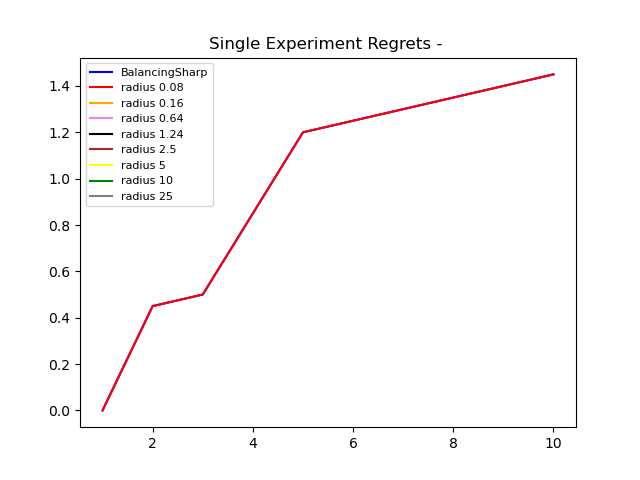 Single Experiment Regrets -
BalancingSharp
radius 0.08
radius 0.16
radius 0.64
radius 1.24
radius 2.5
radius 5
radius 10
radius 25
1.4
1.2
1.0
0.8
0.6
0.4
0.2
0.0
2 4 6 8 10